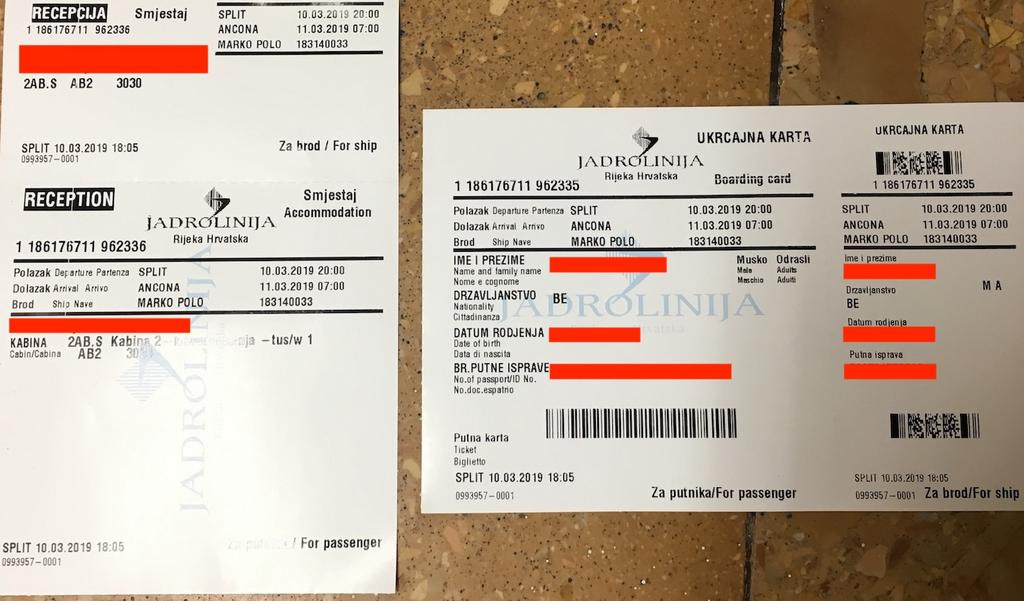 RECEPCIJA Smjestaj
1 186176711 962336
SPLIT 10.03.2019 20:00
ANCONA 11.03.2019 07:00
MARKO POLO 183140033
2AB.S AB2 3030
SPLIT 10.03.2019 18:05
0993957-0001
Za brod / For ship
RECEPTION
JADROLINIJA
Rijeka Hrvatska
Smjestaj
Accommodation
1 186176711 962336
Polazak Departure Partenza SPLIT 10.03.2019 20:00
Dolazak Arrival Arrivo ANCONA 11.03.2019 07:00
Brod Ship Nave MARKO POLO 183140033
KABINA 2AB.S Kabina 2- -tus/w 1
Cabin/Cabina AB2
JADROLINIJA
SPLIT 10.03.2019 18:05
0993957-0001
/ For passenger
JADROLINIJA
Rijeka Hrvatska
UKRCAJNA KARTA
Boarding card
1 186176711 962335
Polazak Departure Partenza SPLIT 10.03.2019 20:00
Dolazak Arrival Arrivo ANCONA 11.03.2019 07:00
Brod Ship Nave MARKO POLO 183140033
IME I PREZIME
Name and family name
Nome e cognome
Musko Odrasli
Male Adults
Maschio Adulti
DRZAVLJANSTVO BE
Nationality
Cittadinanza
JADROLINIJA
DATUM RODJENJA
Date of birth
Data di nascita
BR.PUTNE ISPRAVE
No.of passport/ID No.
No.doc.espatrio
Putna karta
Ticket
Biglietto
SPLIT 10.03.2019 18:05
0993957-0001
Za putnika/For passenger
UKRCAJNA KARTA
1 186176711 962335
SPLIT 10.03.2019 20:00
ANCONA 11.03.2019 07:00
MARKO POLO 183140033
Ime i prezime
Drzavljanstvo M A
BE
Datum rodjenja
Putna isprava
SPLIT 10.03.2019 18:05
0993957-0001 Za brod/For ship